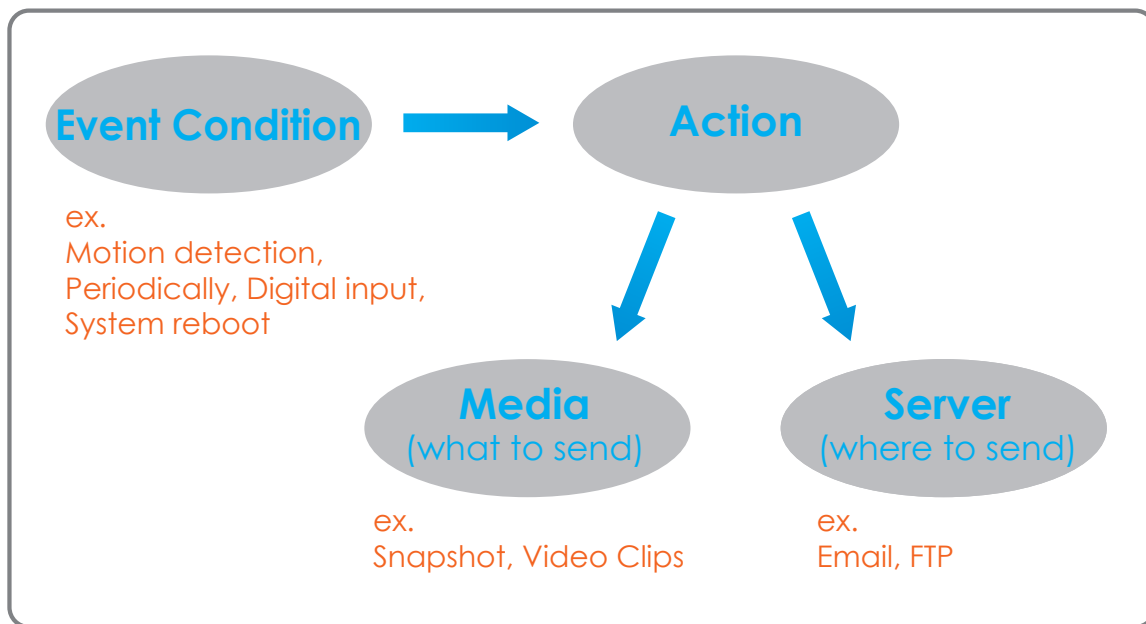 Event Condition
Action
ex.
Motion detection,
Periodically, Digital input,
System reboot
Media
(what to send)
Server
(where to send)
ex.
Snapshot, Video Clips
ex.
Email, FTP